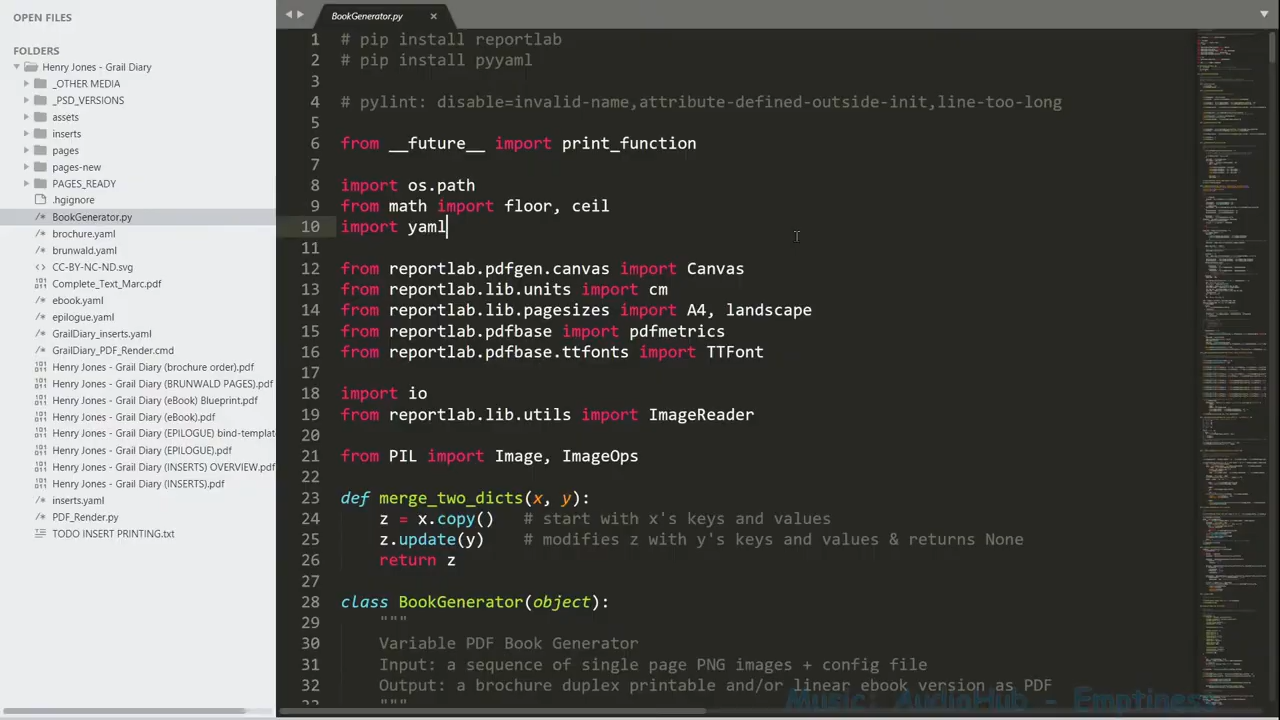 OPEN FILES
FOLDERS
Henry Jones - Grail Diary
_OTHER MEDIA
_PSD_VERSIONS
assets
inserts
pages
pages-new
PAGES_READY
.hgignore
BookGenerator.py
brochure.yaml
brunwald.yaml
CC-BY-NC-ND.svg
Complete_Text_Marc.pdf
ebook.yaml
epilogue.yaml
GrailDiary_inserts.yaml
GrailDiary_PDF_Render.cmd
Henry Jones - Grail Diary (brochure order).pdf
Henry Jones - Grail Diary (BRUNWALD PAGES).pdf
Henry Jones - Grail Diary (eBook) Blueprint.pdf
Henry Jones - Grail Diary (eBook).pdf
Henry Jones - Grail Diary (EPILOGUE) bind-templat
Henry Jones - Grail Diary (EPILOGUE).pdf
Henry Jones - Grail Diary (INSERTS) OVERVIEW.pdf
Henry Jones - Grail Diary (INSERTS).pdf
inserts.yaml
PDF_Render.py
TODO INSERT PRINTING.txt
BookGenerator.py
1 # pip install reportlab
2 # pip install pyyaml
3
4 # pylint: disable=invalid-name,attribute-defined-outside-init,line-too-long
5
6 from __future__ import print_function
7
8 import os.path
9 from math import floor, ceil
10 import yaml
11
12 from reportlab.pdfgen.canvas import Canvas
13 from reportlab.lib.units import cm
14 from reportlab.lib.pagesizes import A4, landscape
15 from reportlab.pdfbase import pdfmetrics
16 from reportlab.pdfbase.ttfonts import TTFont
17
18 import io
19 from reportlab.lib.utils import ImageReader
20
21 from PIL import Image, ImageOps
22
23 def merge_two_dicts(x, y):
24 z = x.copy() # start with x's keys and values
25 z.update(y) # modifies z with y's keys and values & returns None
26 return z
27
28 class BookGenerator(object):
29 """
30 Variable PDF Book Generator
31 Input: a sequence of single page PNG images + config file
32 Output: a brochure duplex printable and/or linear book version as PDF
Music: AudioHub - Emptiness